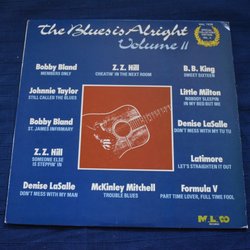 The Blues is Alright
Volume II
Bobby Bland
MEMBERS ONLY
Z. Z. Hill
CHEATIN' IN THE NEXT ROOM
B. B. King
SWEET SIXTEEN
Johnnie Taylor
STILL CALLED THE BLUES
Little Milton
NOBODY SLEEPIN
IN MY BED BUT ME
Bobby Bland
ST. JAMES INFIRMARY
Denise LaSalle
DON'T MESS WITH MY TU TU
Z. Z. Hill
SOMEONE ELSE
IS STEPPIN' IN
Latimore
LET'S STRAIGHTEN IT OUT
Denise LaSalle
DON'T MESS WITH MY MAN
McKinley Mitchell
TROUBLE BLUES
Formula V
PART TIME LOVER, FULL TIME FOOL